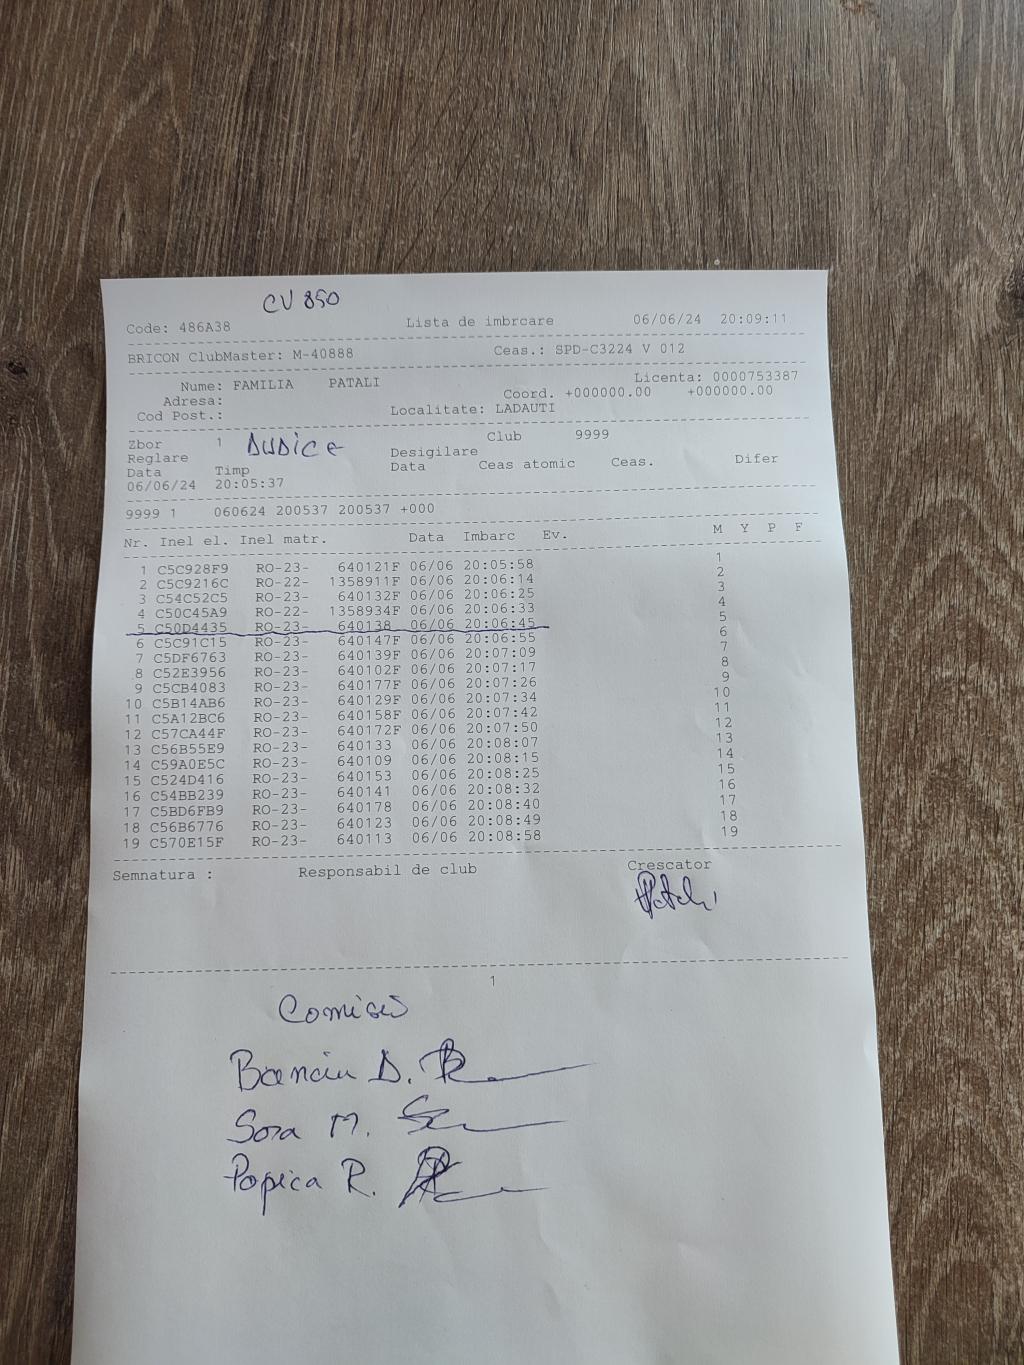 CV 850
Code: 486A38 Lista de imbrcare 06/06/24 20:09:11
BRICON ClubMaster: M-40888 Ceas.: SPD-C3224 V 012
Nume: FAMILIA PATALI Licenta: 0000753387
Adresa: Coord. +000000.00 +000000.00
Cod Post.: Localitate: LADAUTI
Zbor 1 DUDICE Club 9999
Reglare Desigilare
Data Timp Data Ceas atomic Ceas. Difer
06/06/24 20:05:37
9999 1 060624 200537 200537 +000
Nr. Inel el. Inel matr. Data Imbarc Ev. M Y P F
1 C5C928F9 RO-23- 640121F 06/06 20:05:58 1
2 C5C9216C RO-22- 1358911F 06/06 20:06:14 2
3 C54C52C5 RO-23- 640132F 06/06 20:06:25 3
4 C50C45A9 RO-22- 1358934F 06/06 20:06:33 4
5 C50D4435 RO-23- 640138 06/06 20:06:45 5
6 C5C91C15 RO-23- 640147F 06/06 20:06:55 6
7 C5DF6763 RO-23- 640139F 06/06 20:07:09 7
8 C52E3956 RO-23- 640102F 06/06 20:07:17 8
9 C5CB4083 RO-23- 640177F 06/06 20:07:26 9
10 C5B14AB6 RO-23- 640129F 06/06 20:07:34 10
11 C5A12BC6 RO-23- 640158F 06/06 20:07:42 11
12 C57CA44F RO-23- 640172F 06/06 20:07:50 12
13 C56B55E9 RO-23- 640133 06/06 20:08:07 13
14 C59A0E5C RO-23- 640109 06/06 20:08:15 14
15 C524D416 RO-23- 640153 06/06 20:08:25 15
16 C54BB239 RO-23- 640141 06/06 20:08:32 16
17 C5BD6FB9 RO-23- 640178 06/06 20:08:40 17
18 C56B6776 RO-23- 640123 06/06 20:08:49 18
19 C570E15F RO-23- 640113 06/06 20:08:58 19
Semnatura : Responsabil de club Crescator
1
Comisis
Banciu D.
Sora M.
Popica R.